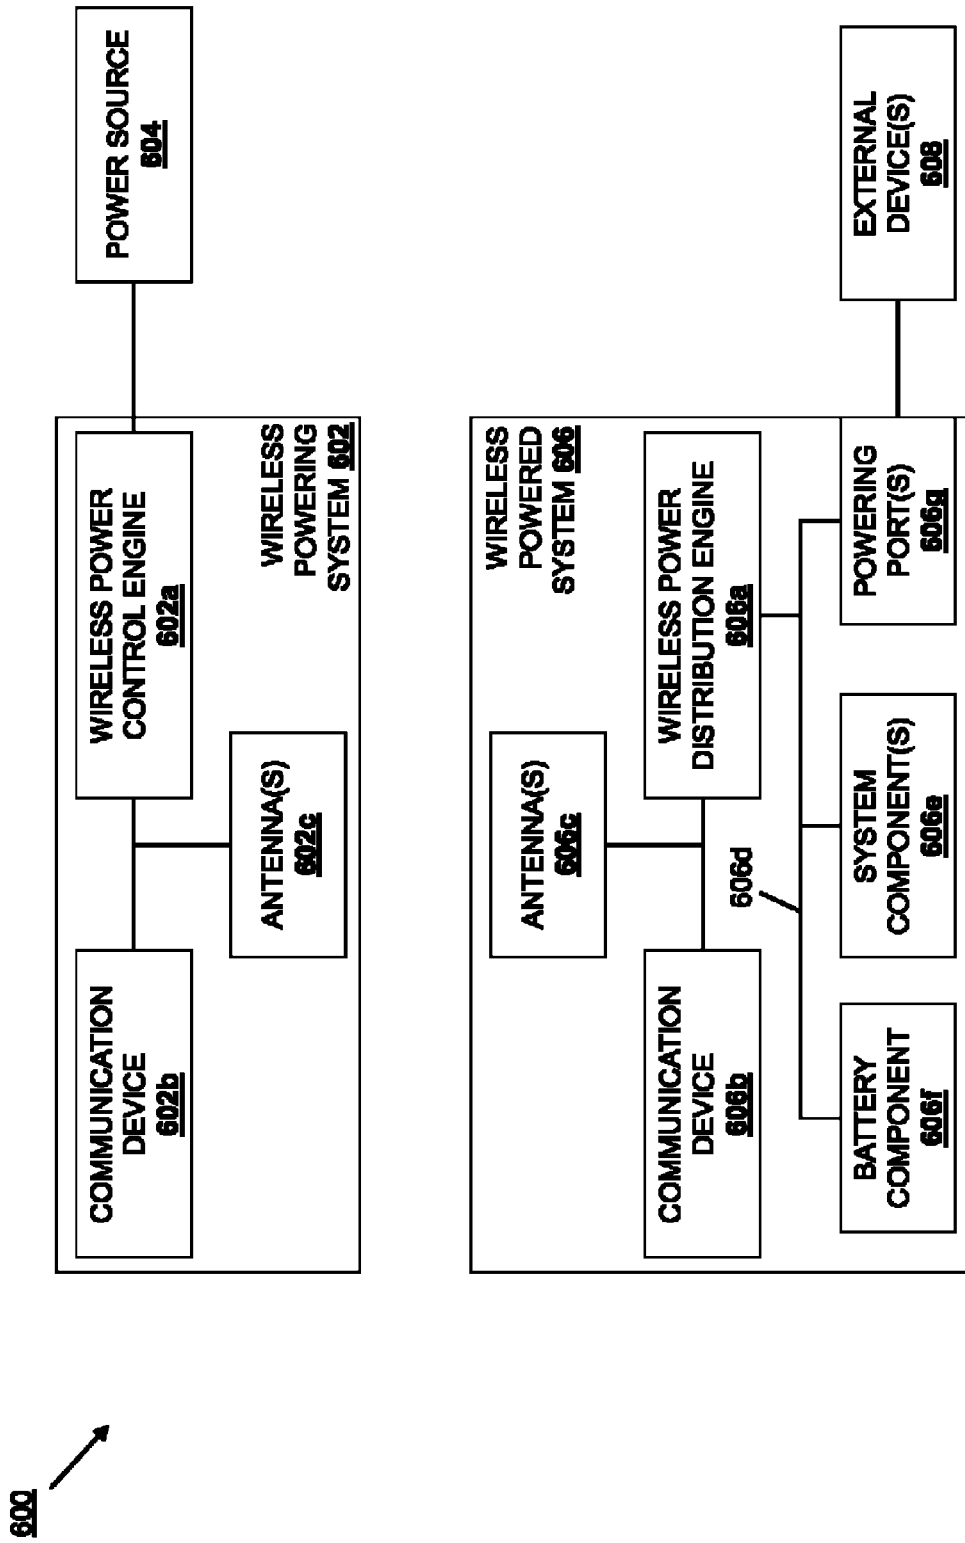 600
COMMUNICATION
DEVICE
602b
WIRELESS POWER
CONTROL ENGINE
602a
POWER SOURCE
604
ANTENNA(S)
602c
WIRELESS
POWERING
SYSTEM 602
WIRELESS
POWERED
SYSTEM 606
ANTENNA(S)
606c
COMMUNICATION
DEVICE
606b
WIRELESS POWER
DISTRIBUTION ENGINE
606a
606d
BATTERY
COMPONENT
606f
SYSTEM
COMPONENT(S)
606e
POWERING
PORT(S)
606g
EXTERNAL
DEVICE(S)
608